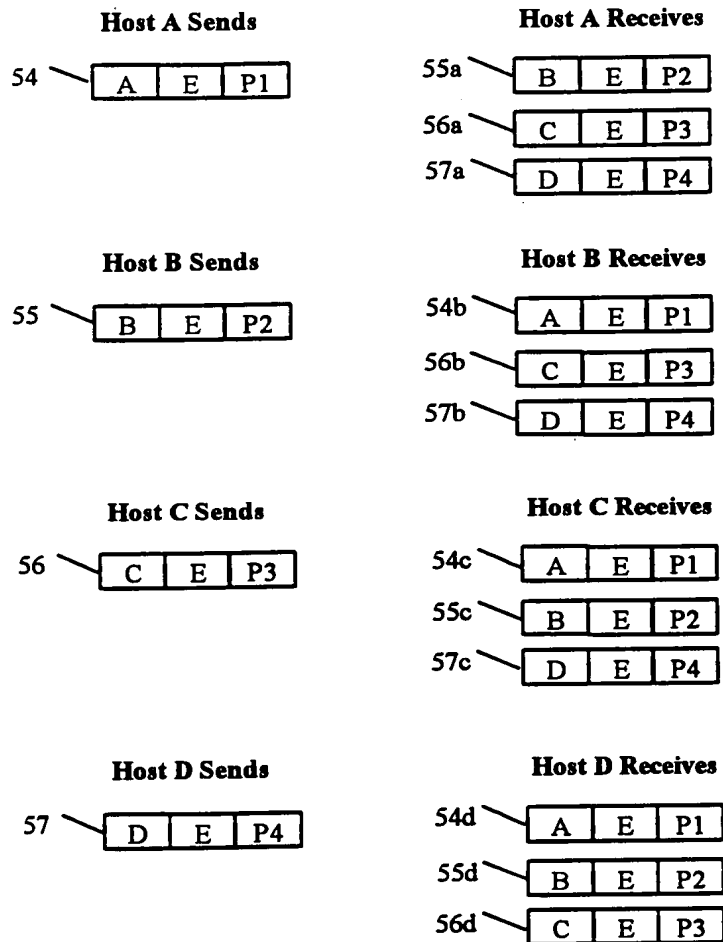 Host A Sends
54 A E P1
Host A Receives
55a B E P2
56a C E P3
57a D E P4
Host B Sends
55 B E P2
Host B Receives
54b A E P1
56b C E P3
57b D E P4
Host C Sends
56 C E P3
Host C Receives
54c A E P1
55c B E P2
57c D E P4
Host D Sends
57 D E P4
Host D Receives
54d A E P1
55d B E P2
56d C E P3